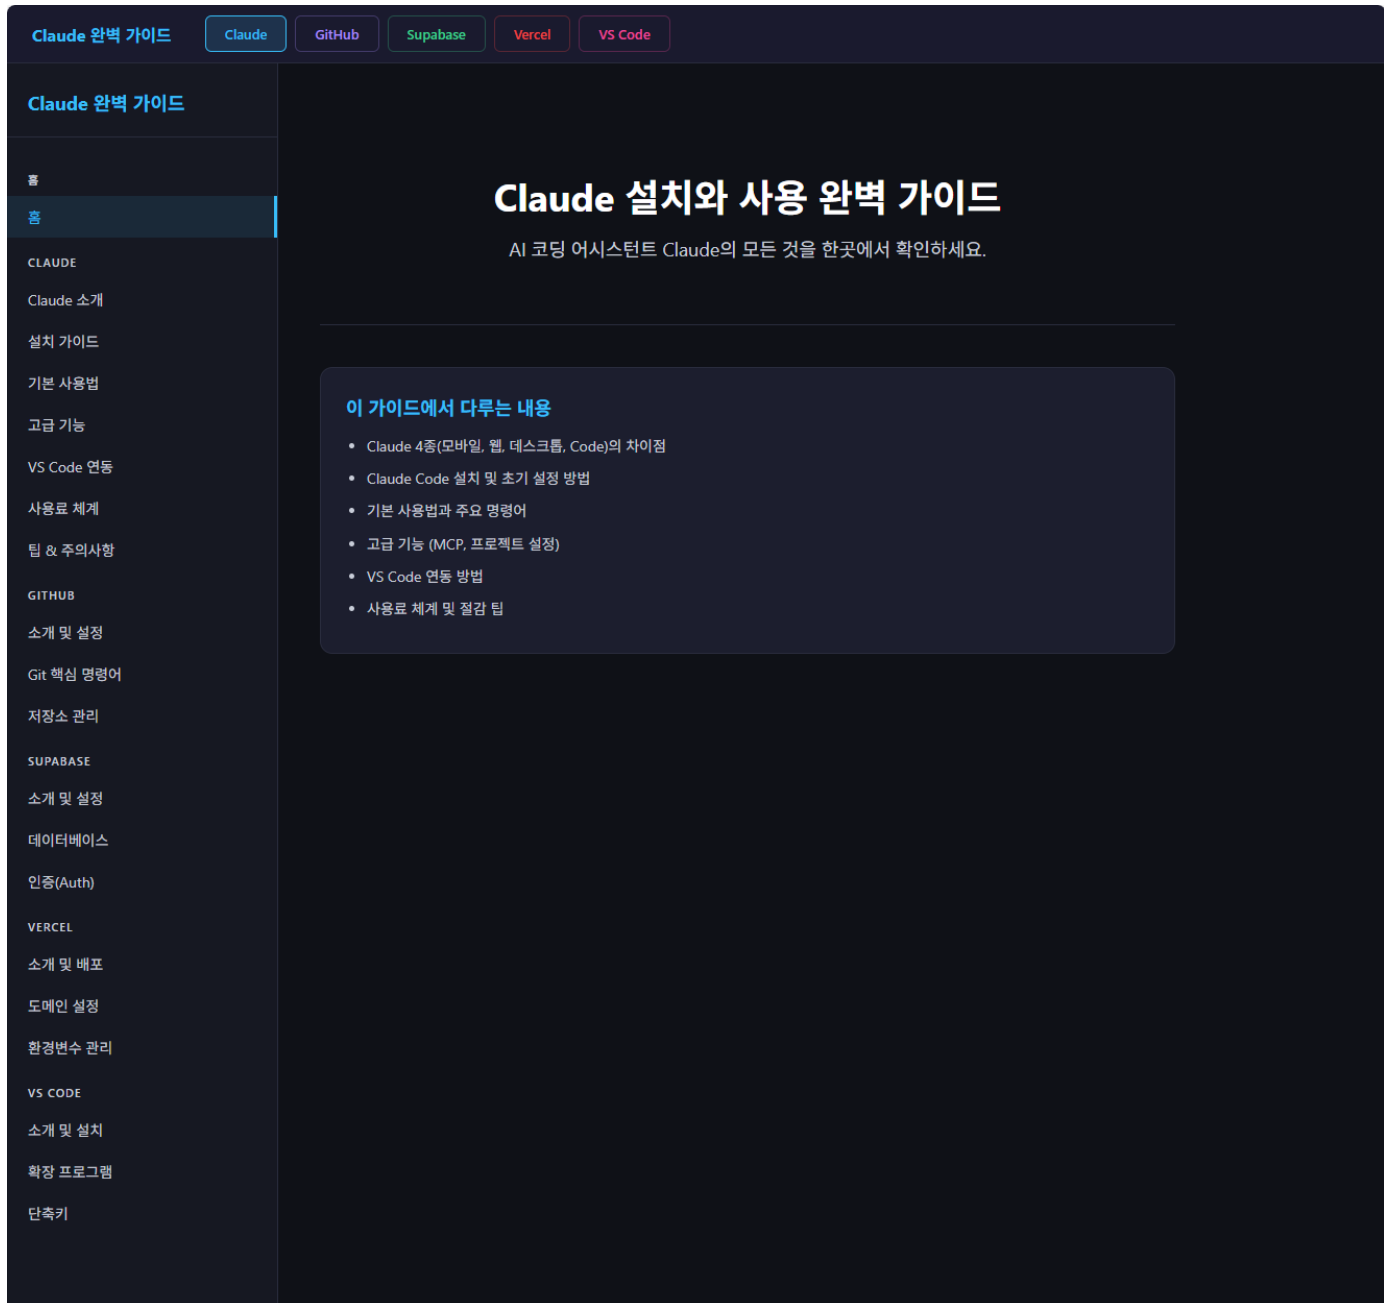 Claude 완벽 가이드
Claude
GitHub
Supabase
Vercel
VS Code
Claude 완벽 가이드
홈
홈
CLAUDE
Claude 소개
설치 가이드
기본 사용법
고급 기능
VS Code 연동
사용료 체계
팁 & 주의사항
GITHUB
소개 및 설정
Git 핵심 명령어
저장소 관리
SUPABASE
소개 및 설정
데이터베이스
인증(Auth)
VERCEL
소개 및 배포
도메인 설정
환경변수 관리
VS CODE
소개 및 설치
확장 프로그램
단축키
Claude 설치와 사용 완벽 가이드
AI 코딩 어시스턴트 Claude의 모든 것을 한곳에서 확인하세요.
이 가이드에서 다루는 내용
• Claude 4종(모바일, 웹, 데스크톱, Code)의 차이점
• Claude Code 설치 및 초기 설정 방법
• 기본 사용법과 주요 명령어
• 고급 기능 (MCP, 프로젝트 설정)
• VS Code 연동 방법
• 사용료 체계 및 절감 팁